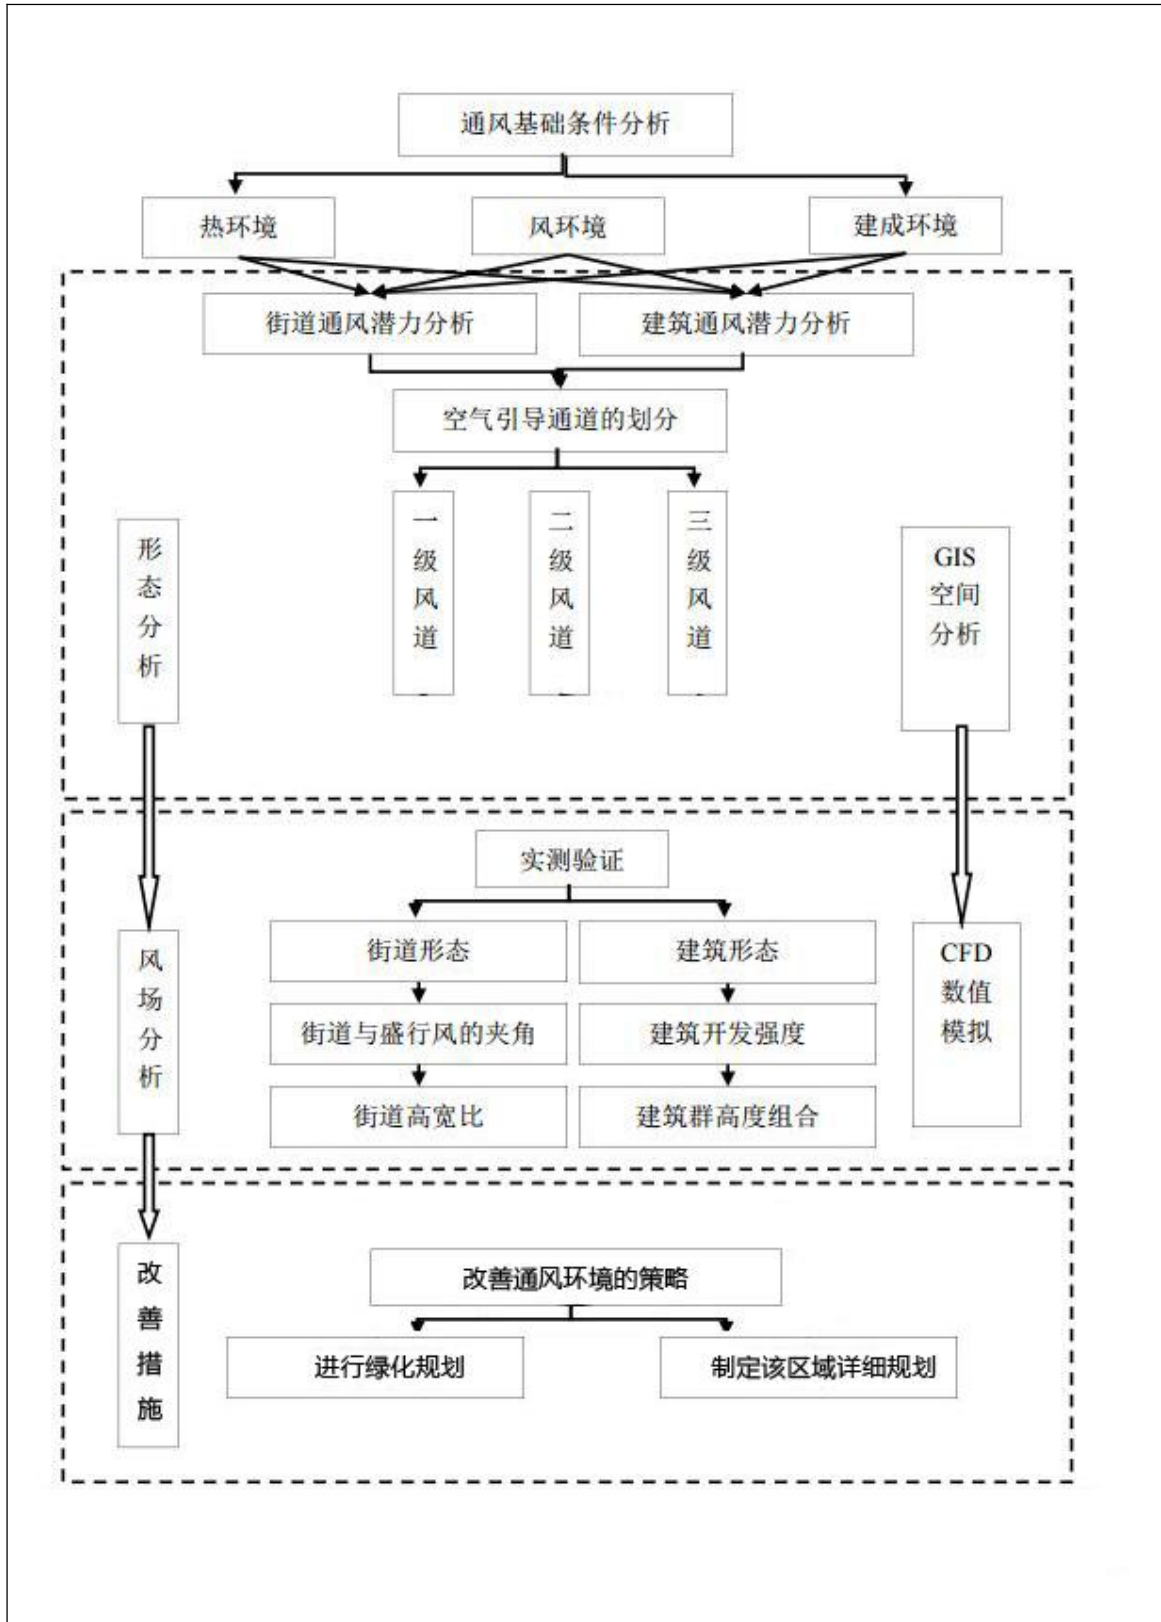 通风基础条件分析
热环境
风环境
建成环境
街道通风潜力分析
建筑通风潜力分析
空气引导通道的划分
一级风道
二级风道
三级风道
形态分析
GIS
空间
分析
实测验证
街道形态
建筑形态
街道与盛行风的夹角
建筑开发强度
街道高宽比
建筑群高度组合
风场分析
CFD
数值
模拟
改善措施
改善通风环境的策略
进行绿化规划
制定该区域详细规划